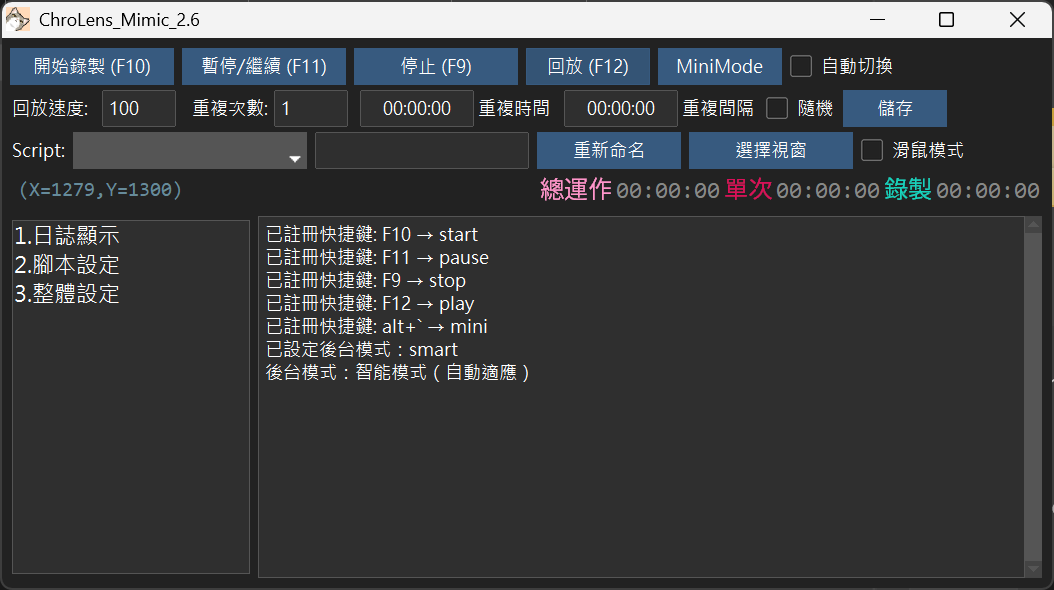 ChroLens_Mimic_2.6
開始錄製 (F10) 暫停/繼續 (F11) 停止 (F9) 回放 (F12) MiniMode 自動切換
回放速度: 100 重複次數: 1 00:00:00 重複時間 00:00:00 重複間隔 隨機 儲存
Script: 重新命名 選擇視窗 滑鼠模式
(X=1279,Y=1300) 總運作 00:00:00 單次 00:00:00 錄製 00:00:00
1.日誌顯示
2.腳本設定
3.整體設定
已註冊快捷鍵: F10 → start
已註冊快捷鍵: F11 → pause
已註冊快捷鍵: F9 → stop
已註冊快捷鍵: F12 → play
已註冊快捷鍵: alt+` → mini
已設定後台模式：smart
後台模式：智能模式（自動適應）